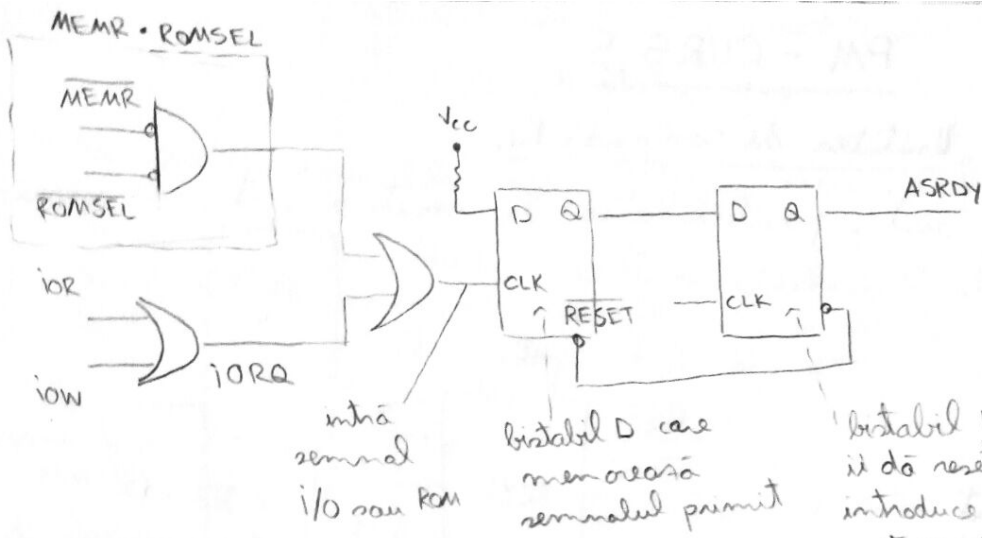 MEMR · ROMSEL
MEMR
ROMSEL
iOR
iOW
iORQ
Vcc
D Q
CLK
RESET
D Q
CLK
ASRDY
intră
semnal
i/O sau ROM
bistabil D care
memorează
semnalul primit
bistabil
îi dă rese
introduce